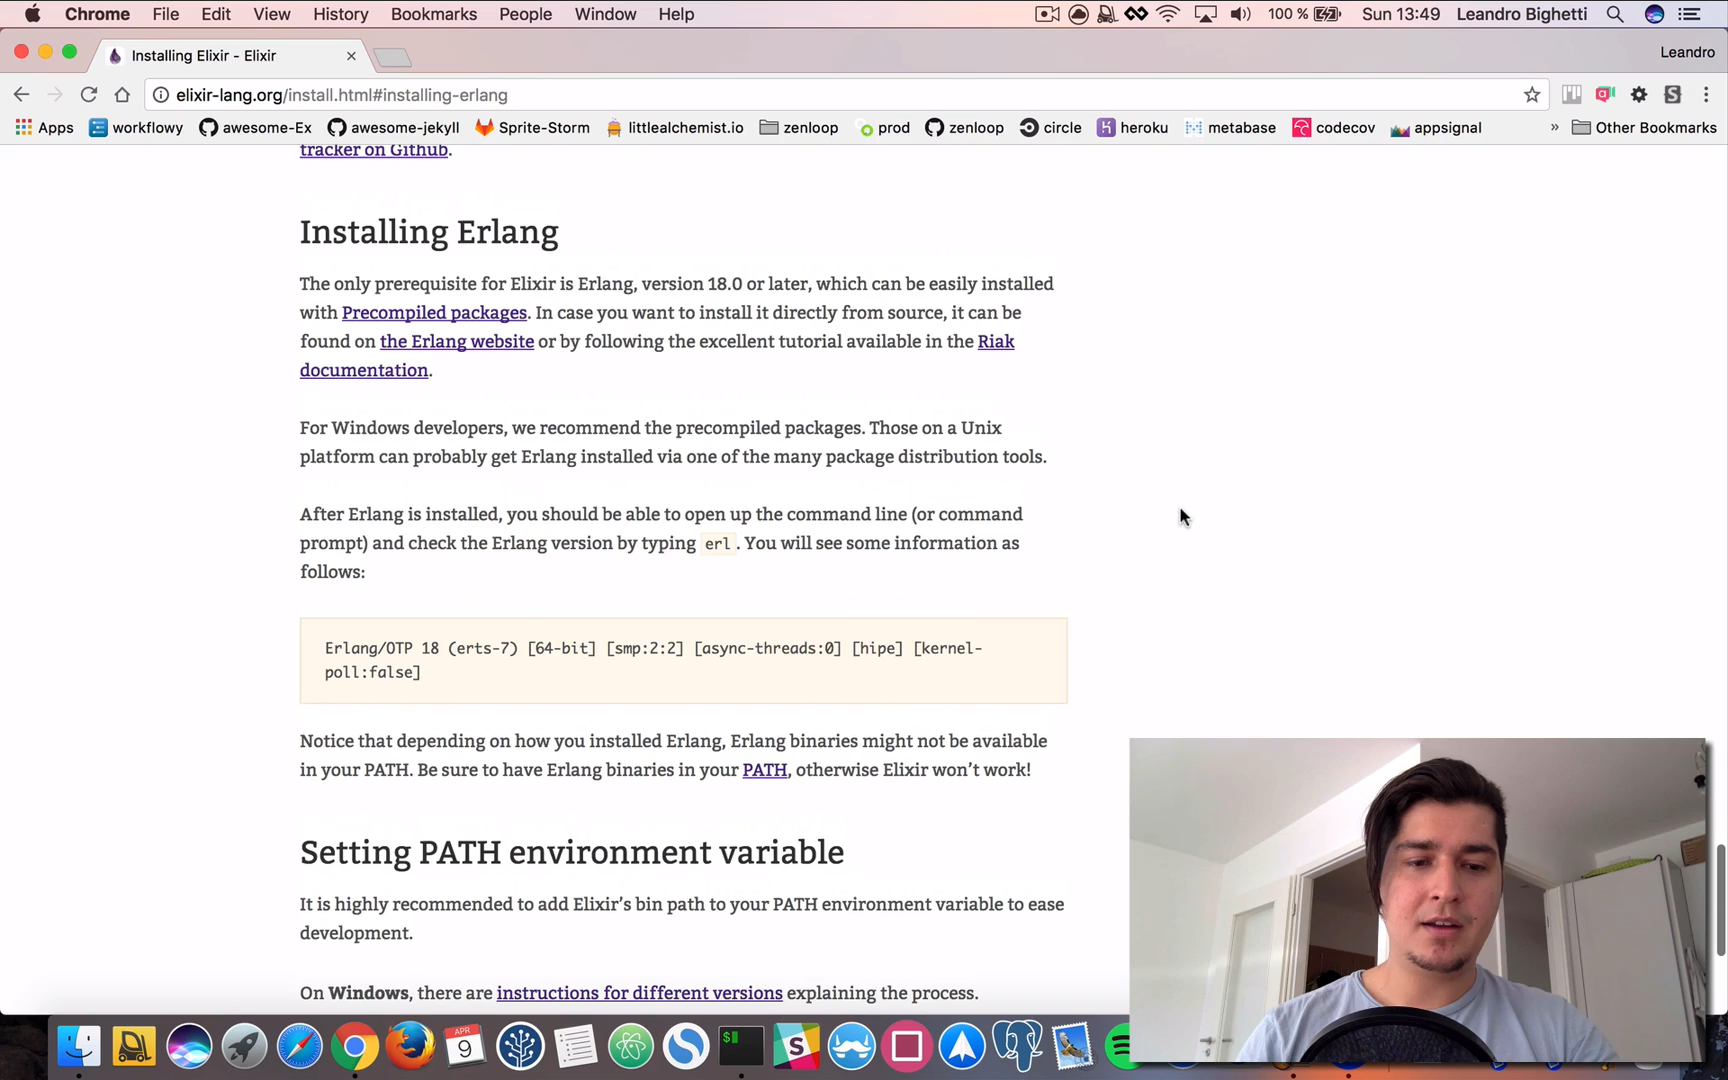 Chrome File Edit View History Bookmarks People Window Help 100 % Sun 13:49 Leandro Bighetti
Installing Elixir - Elixir Leandro
elixir-lang.org/install.html#installing-erlang
Apps workflowy awesome-Ex awesome-jekyll Sprite-Storm littlealchemist.io zenloop prod zenloop circle heroku metabase codecov appsignal » Other Bookmarks
tracker on Github.
Installing Erlang
The only prerequisite for Elixir is Erlang, version 18.0 or later, which can be easily installed
with Precompiled packages. In case you want to install it directly from source, it can be
found on the Erlang website or by following the excellent tutorial available in the Riak
documentation.
For Windows developers, we recommend the precompiled packages. Those on a Unix
platform can probably get Erlang installed via one of the many package distribution tools.
After Erlang is installed, you should be able to open up the command line (or command
prompt) and check the Erlang version by typing erl. You will see some information as
follows:
Erlang/OTP 18 (erts-7) [64-bit] [smp:2:2] [async-threads:0] [hipe] [kernel-
poll:false]
Notice that depending on how you installed Erlang, Erlang binaries might not be available
in your PATH. Be sure to have Erlang binaries in your PATH, otherwise Elixir won’t work!
Setting PATH environment variable
It is highly recommended to add Elixir’s bin path to your PATH environment variable to ease
development.
On Windows, there are instructions for different versions explaining the process.
APR
9
$
S